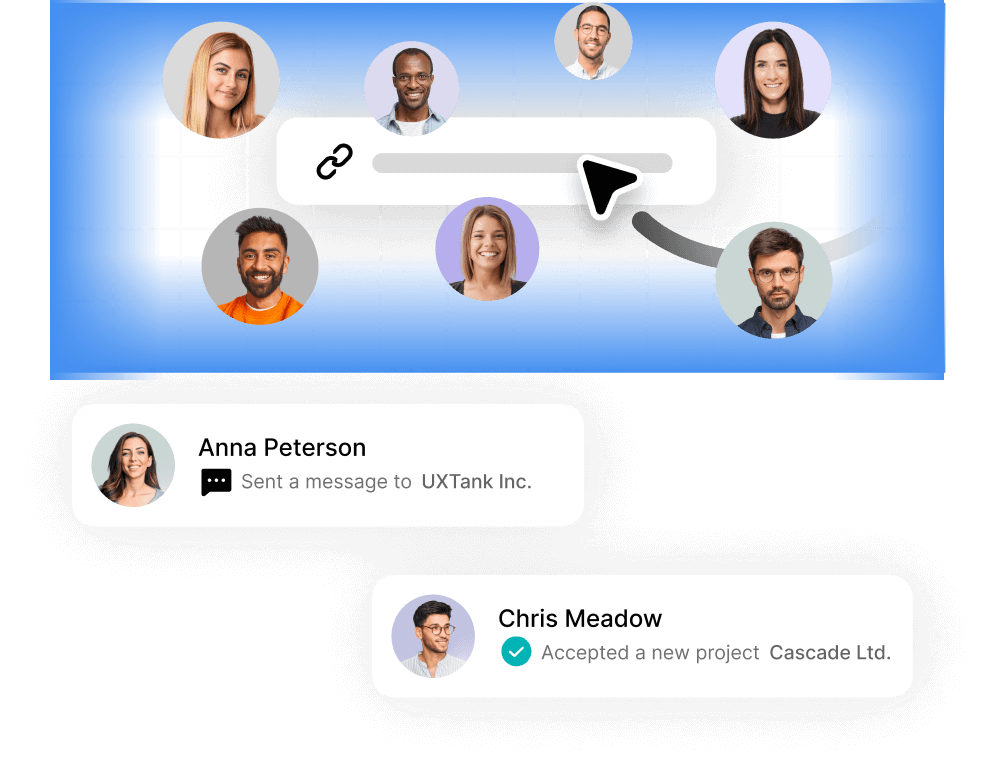 Anna Peterson
Sent a message to UXTank Inc.
Chris Meadow
Accepted a new project Cascade Ltd.